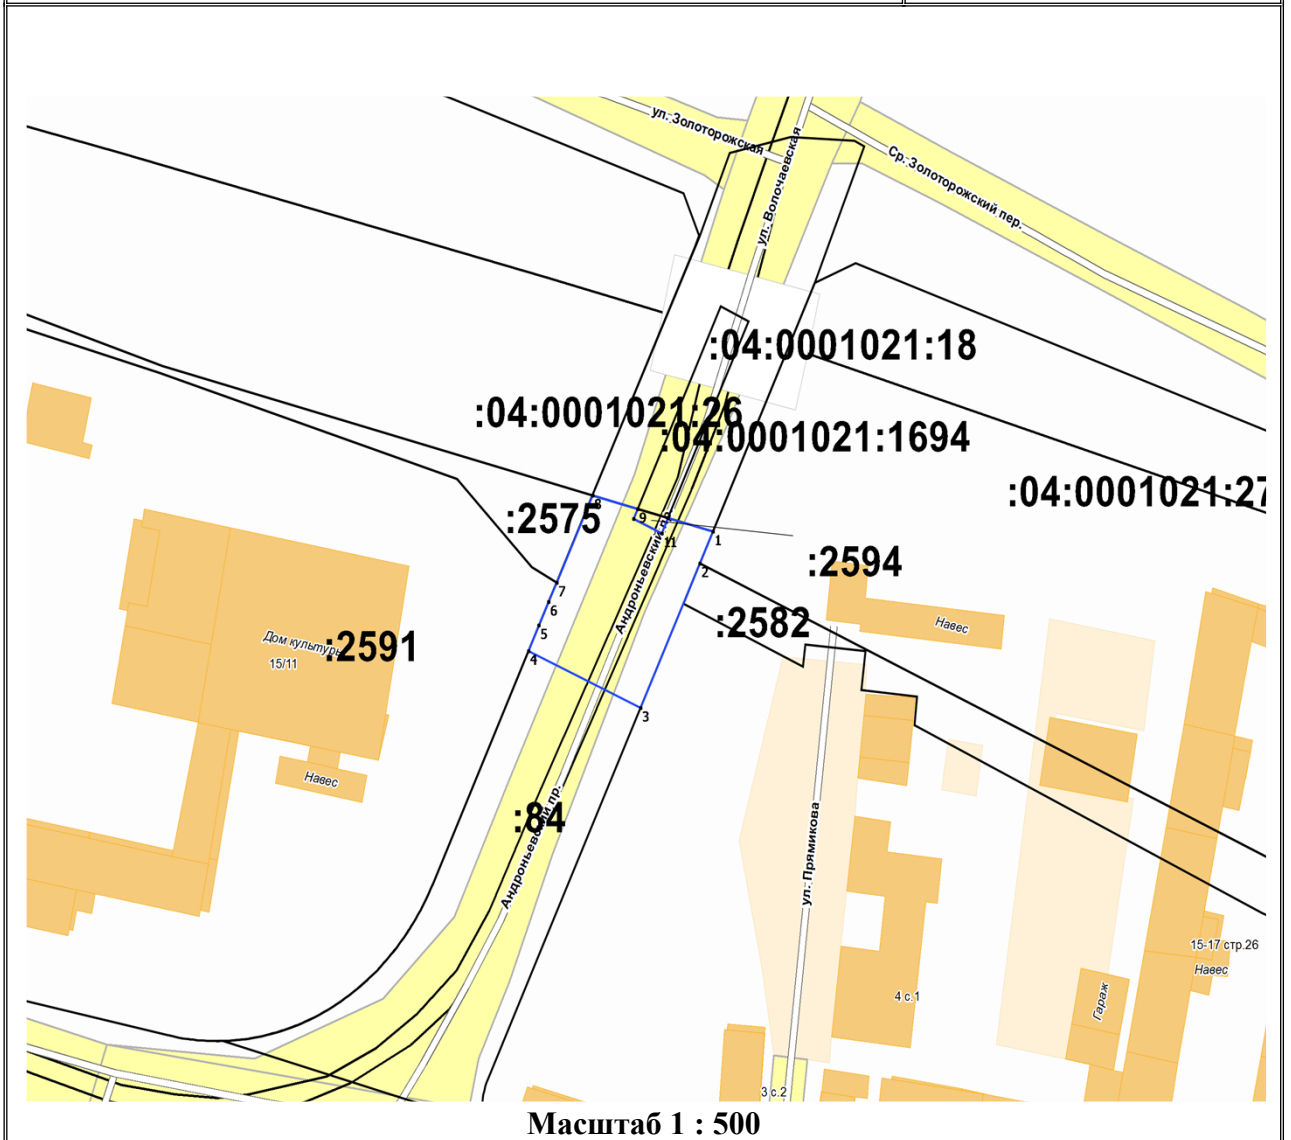 ул. Золоторожская
ул. Волочаевская
Ср. Золоторожский пер.
:04:0001021:18
:04:0001021:26
:04:0001021:1694
:04:0001021:27
8
:2575
9
1
11
2
:2594
7
6
:2582
Навес
5
Андроньевский п
4
Дом культуры
:2591
15/11
3
Навес
:84
Андроньевский пр.
ул. Прямикова
15-17 стр.26
Навес
4 с.1
Гараж
3 с.2
Масштаб 1 : 500